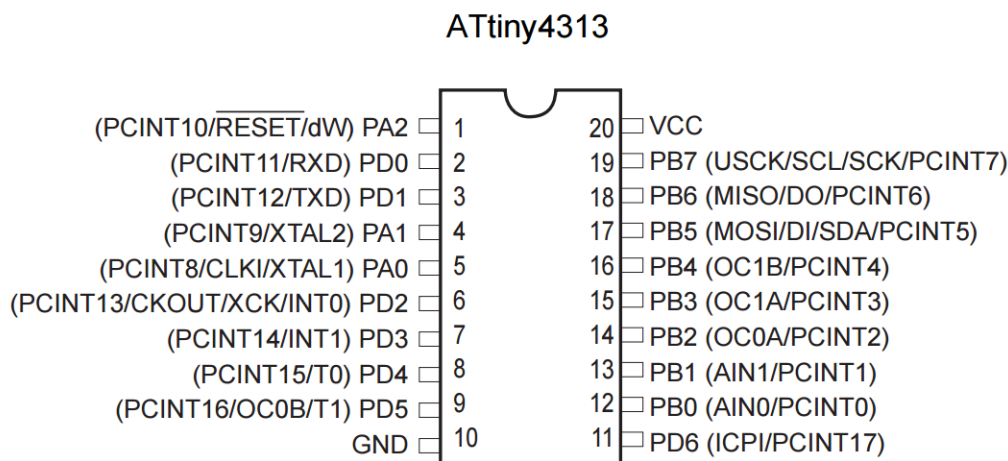 ATtiny4313
(PCINT10/RESET/dW) PA2 1 20 VCC
(PCINT11/RXD) PD0 2 19 PB7 (USCK/SCL/SCK/PCINT7)
(PCINT12/TXD) PD1 3 18 PB6 (MISO/DO/PCINT6)
(PCINT9/XTAL2) PA1 4 17 PB5 (MOSI/DI/SDA/PCINT5)
(PCINT8/CLKI/XTAL1) PA0 5 16 PB4 (OC1B/PCINT4)
(PCINT13/CKOUT/XCK/INT0) PD2 6 15 PB3 (OC1A/PCINT3)
(PCINT14/INT1) PD3 7 14 PB2 (OC0A/PCINT2)
(PCINT15/T0) PD4 8 13 PB1 (AIN1/PCINT1)
(PCINT16/OC0B/T1) PD5 9 12 PB0 (AIN0/PCINT0)
GND 10 11 PD6 (ICPI/PCINT17)